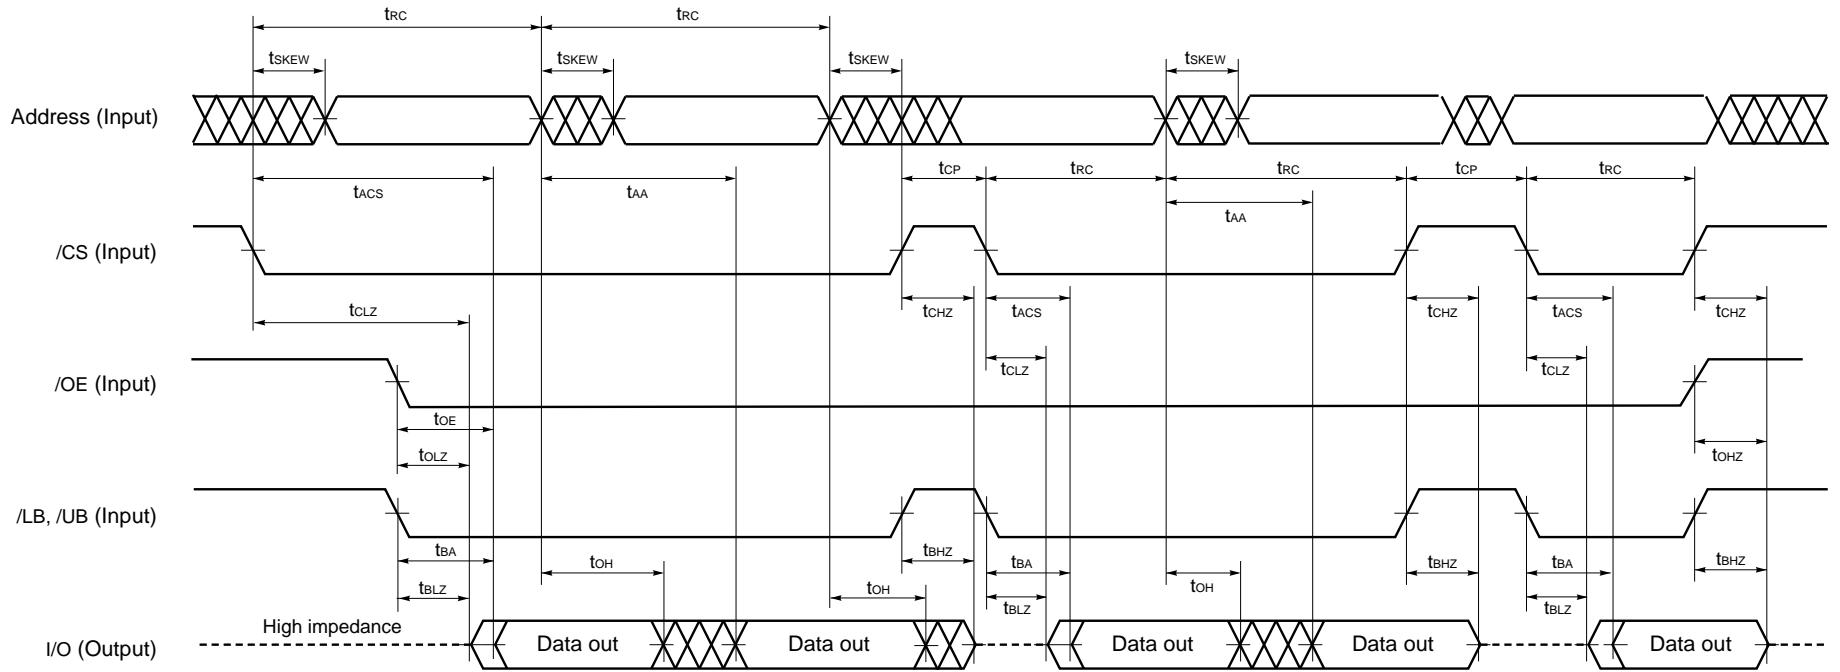 tRC tRC
tSKEW tSKEW tSKEW tSKEW
Address (Input)
tCP tRC tRC tCP tRC
tACS tAA tAA
/CS (Input)
tCLZ tCHZ tACS tCHZ tACS tCHZ
tCLZ tCLZ
/OE (Input)
tOE
tOLZ tOHZ
/LB, /UB (Input)
tBA tOH tBHZ tBA tOH tBHZ tBA tBHZ
tBLZ tOH tBLZ tBLZ
High impedance
I/O (Output) Data out Data out Data out Data out Data out